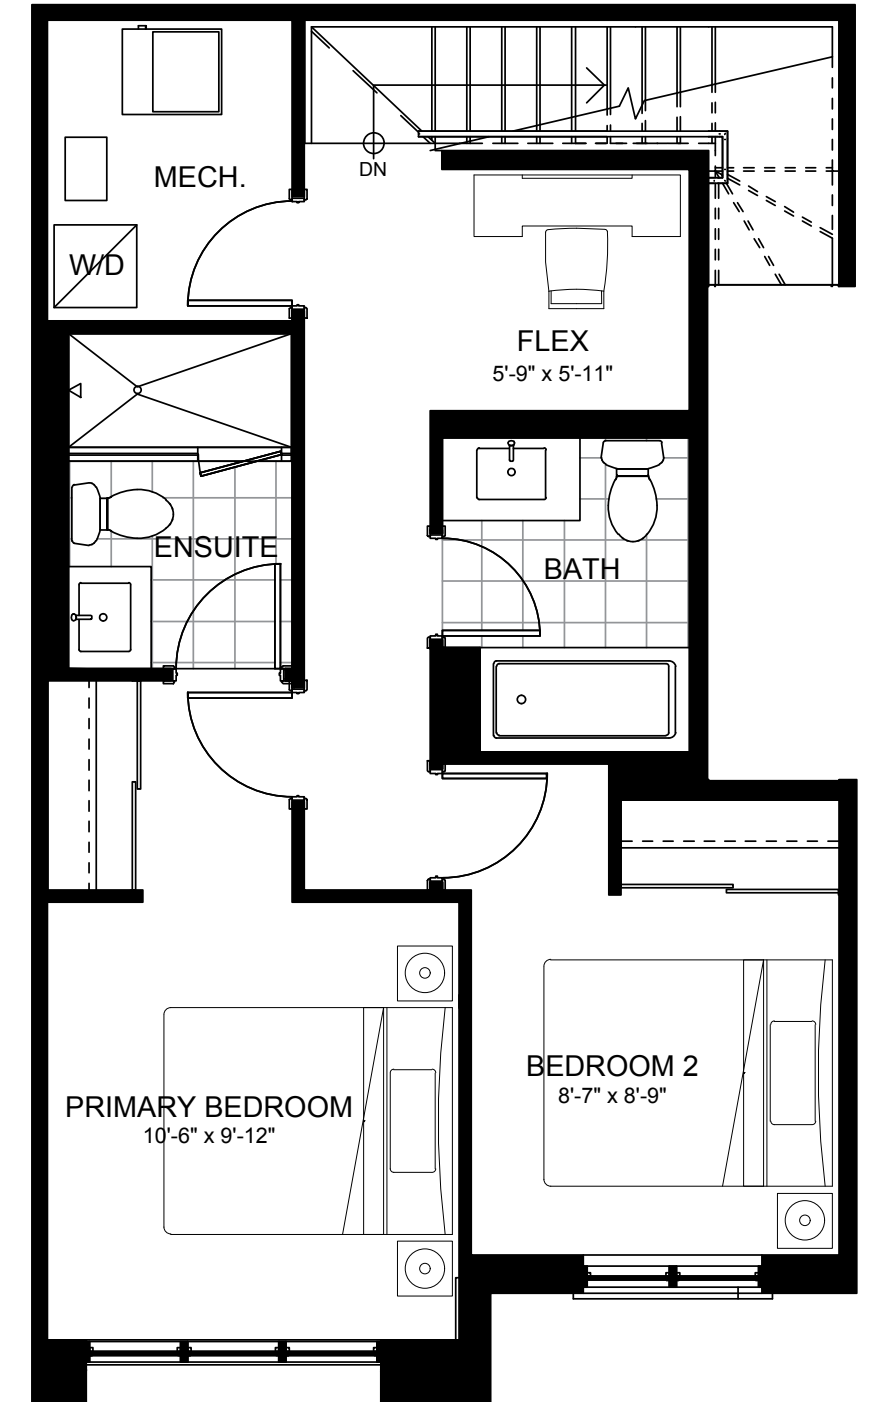 DN
MECH.
W/D
FLEX
5'-9" x 5'-11"
ENSUITE
BATH
BEDROOM 2
8'-7" x 8'-9"
PRIMARY BEDROOM
10'-6" x 9'-12"